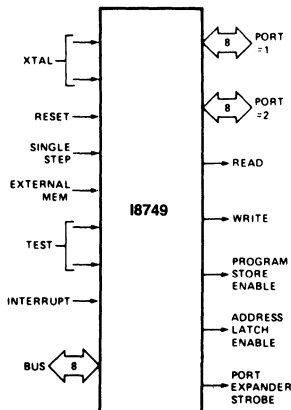 XTAL
RESET
SINGLE
STEP
EXTERNAL
MEM
TEST
INTERRUPT
BUS
8
I8749
8
PORT
=1
8
PORT
=2
READ
WRITE
PROGRAM
STORE
ENABLE
ADDRESS
LATCH
ENABLE
PORT
EXPANDER
STROBE